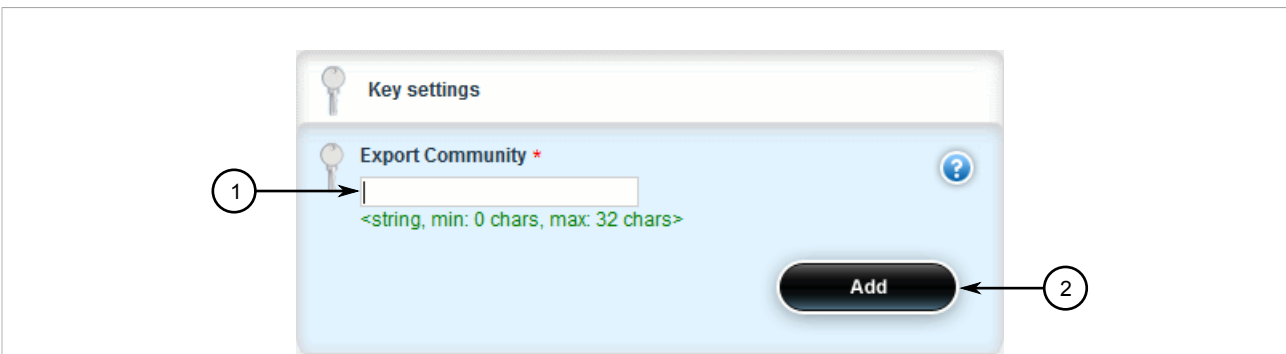 Key settings
Export Community *
?
1
<string, min: 0 chars, max: 32 chars>
Add
2